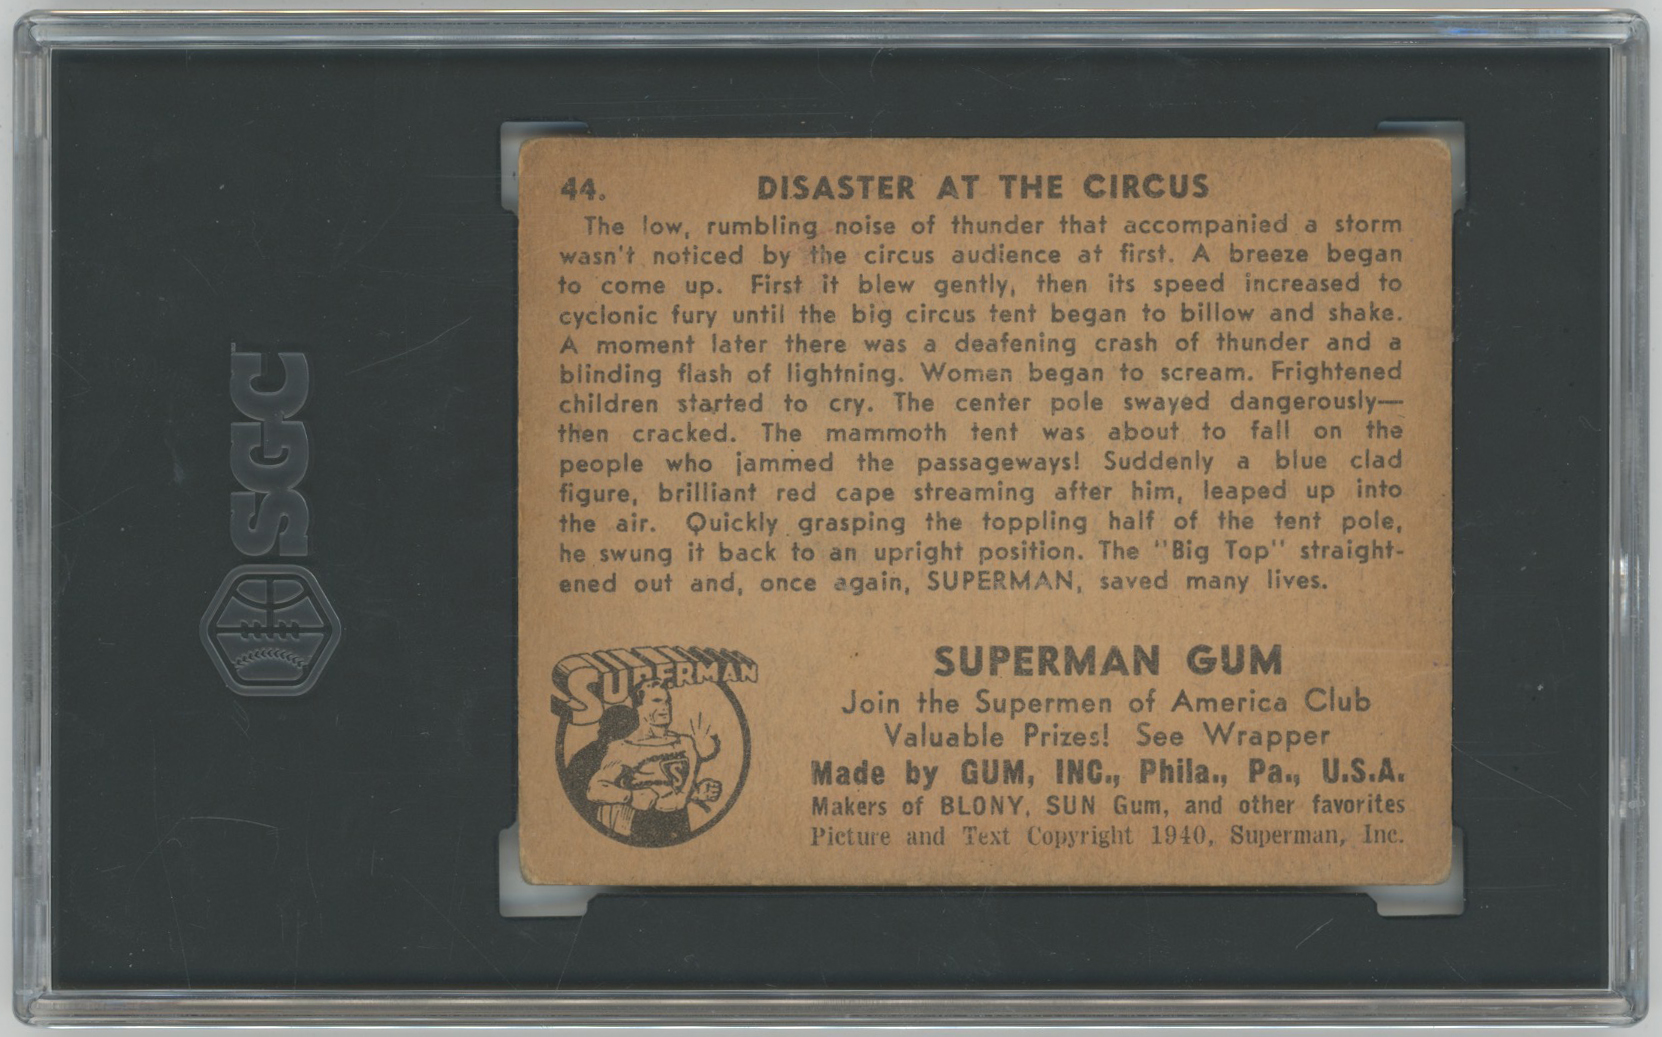 SGC
44. DISASTER AT THE CIRCUS
The low, rumbling noise of thunder that accompanied a storm
wasn't noticed by the circus audience at first. A breeze began
to come up. First it blew gently, then its speed increased to
cyclonic fury until the big circus tent began to billow and shake.
A moment later there was a deafening crash of thunder and a
blinding flash of lightning. Women began to scream. Frightened
children started to cry. The center pole swayed dangerously—
then cracked. The mammoth tent was about to fall on the
people who jammed the passageways! Suddenly a blue clad
figure, brilliant red cape streaming after him, leaped up into
the air. Quickly grasping the toppling half of the tent pole,
he swung it back to an upright position. The "Big Top" straight-
ened out and, once again, SUPERMAN, saved many lives.
SUPERMAN
S
SUPERMAN GUM
Join the Supermen of America Club
Valuable Prizes! See Wrapper
Made by GUM, INC., Phila., Pa., U.S.A.
Makers of BLONY, SUN Gum, and other favorites
Picture and Text Copyright 1940, Superman, Inc.